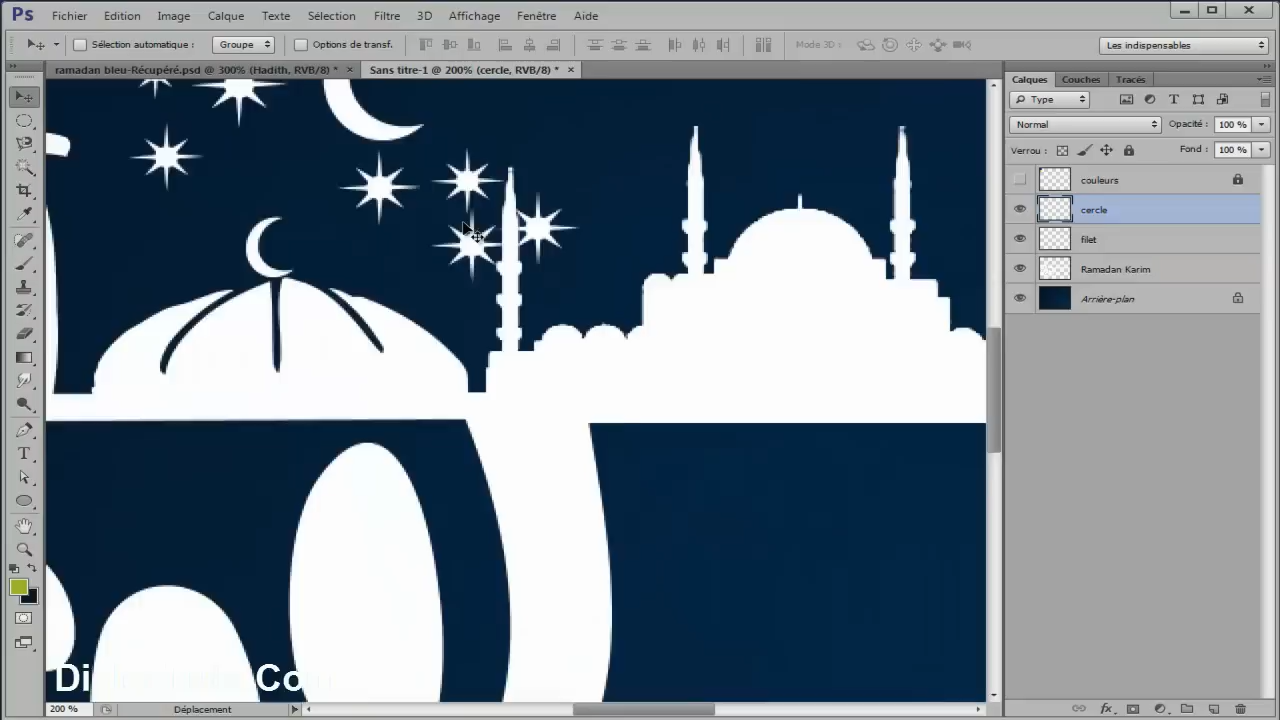 Ps Fichier Edition Image Calque Texte Sélection Filtre 3D Affichage Fenêtre Aide
Sélection automatique : Groupe Options de transf. Mode 3D : Les indispensables
ramadan bleu-Récupéré.psd @ 300% (Hadith, RVB/8) * × Sans titre-1 @ 200% (cercle, RVB/8) * ×
Calques Couches Tracés
Type
Normal Opacité : 100 %
Verrou : Fond : 100 %
couleurs
cercle
filet
Ramadan Karim
Arrière-plan
200 % Déplacement